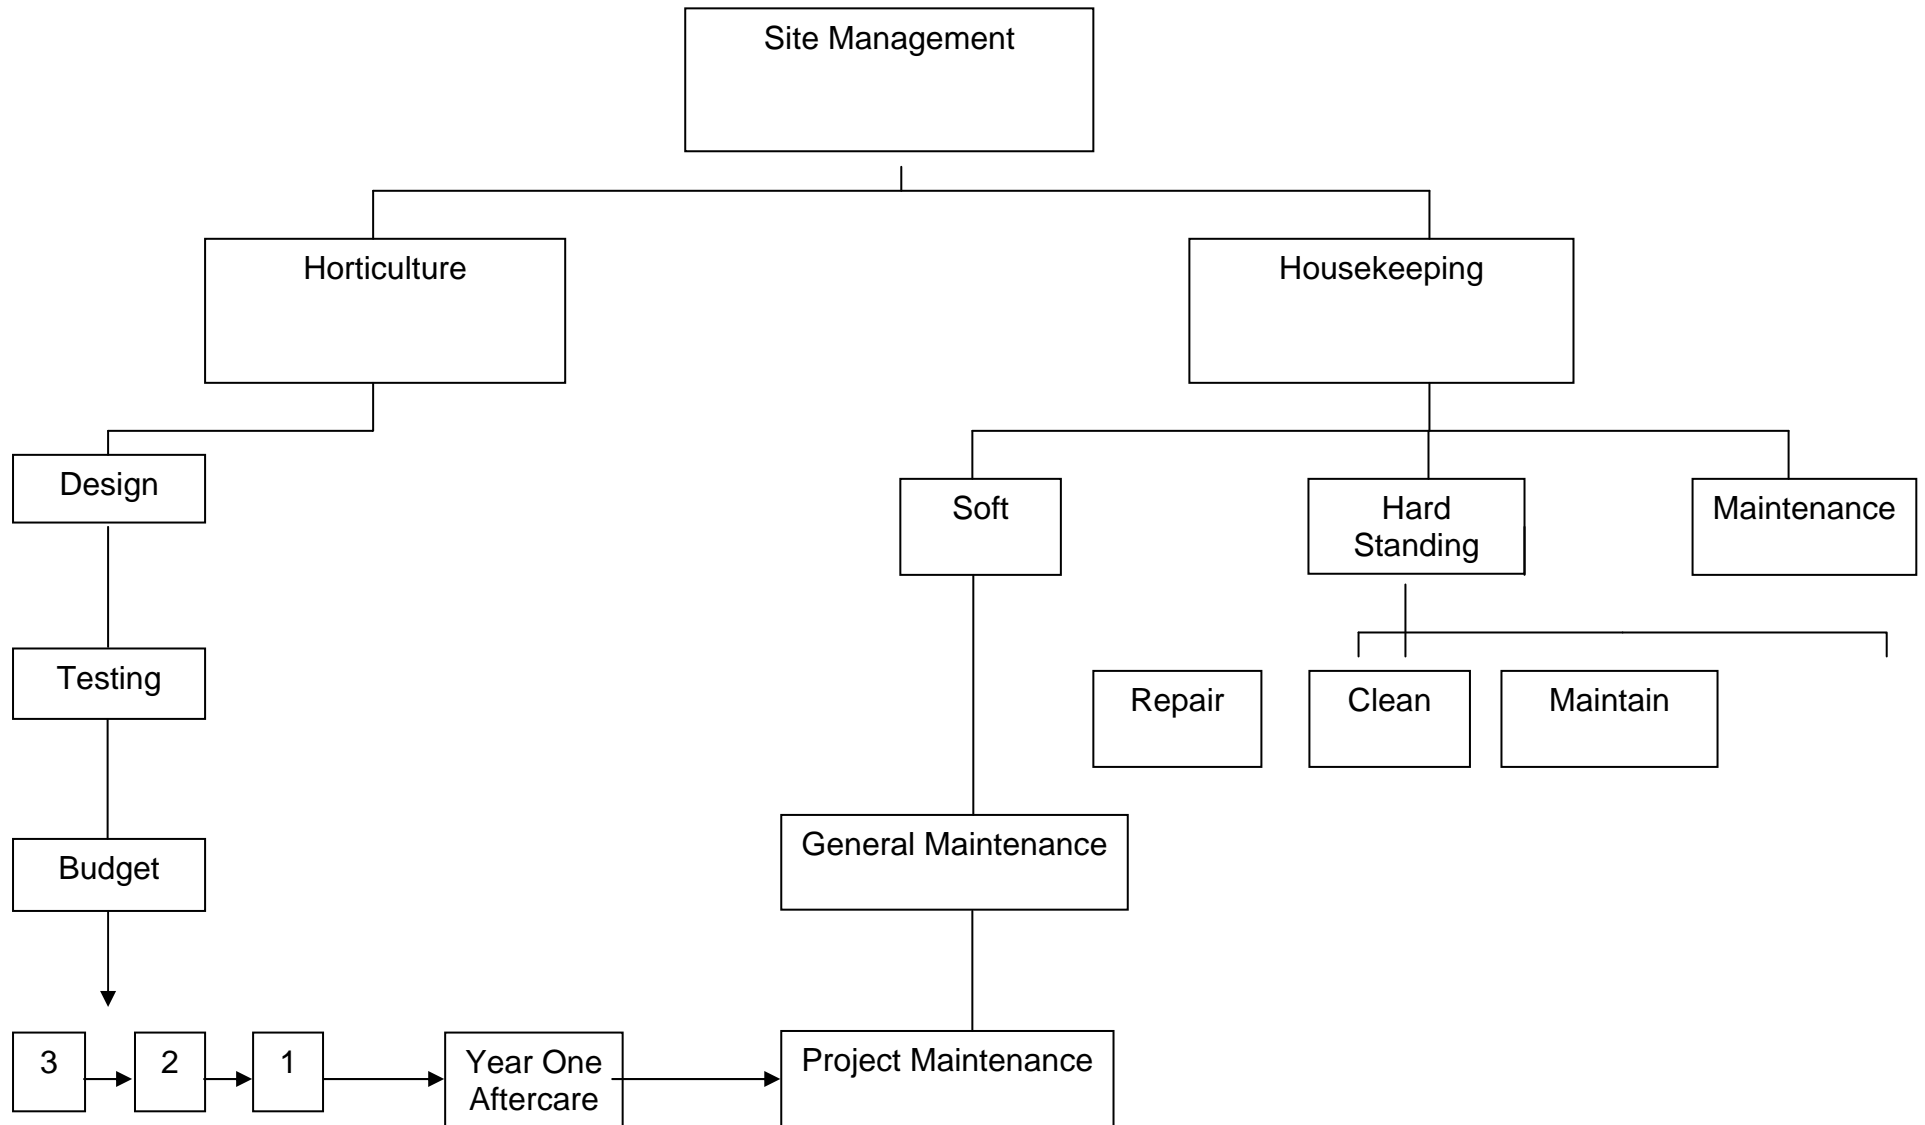 Site Management
Horticulture
Housekeeping
Design
Soft
Hard
Standing
Maintenance
Testing
Repair
Clean
Maintain
Budget
General Maintenance
3
2
1
Year One
Aftercare
Project Maintenance